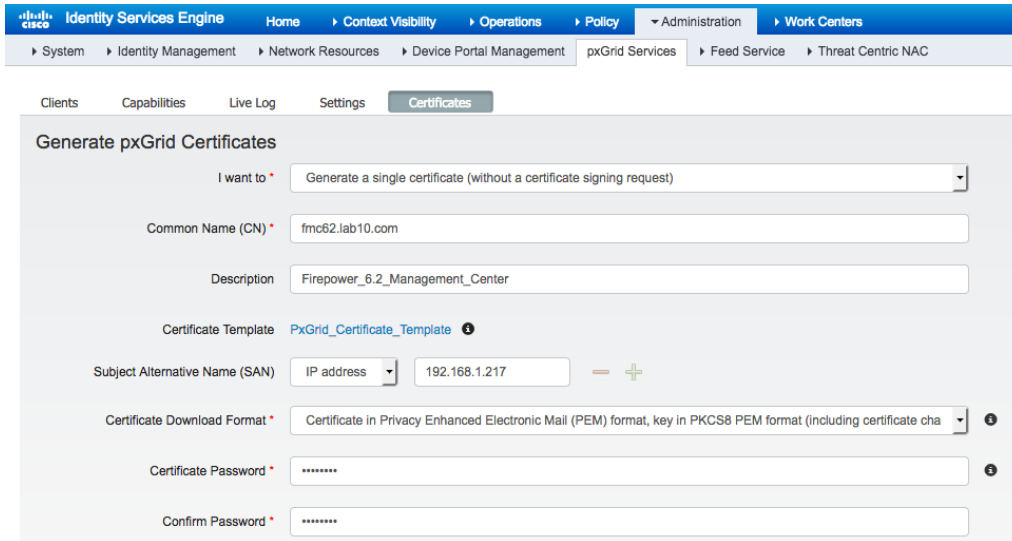 cisco Identity Services Engine Home Context Visibility Operations Policy Administration Work Centers
System Identity Management Network Resources Device Portal Management pxGrid Services Feed Service Threat Centric NAC
Clients Capabilities Live Log Settings Certificates
Generate pxGrid Certificates
I want to * Generate a single certificate (without a certificate signing request)
Common Name (CN) * fmc62.lab10.com
Description Firepower_6.2_Management_Center
Certificate Template PxGrid_Certificate_Template
Subject Alternative Name (SAN) IP address 192.168.1.217
Certificate Download Format * Certificate in Privacy Enhanced Electronic Mail (PEM) format, key in PKCS8 PEM format (including certificate cha
Certificate Password * ••••••••
Confirm Password * ••••••••